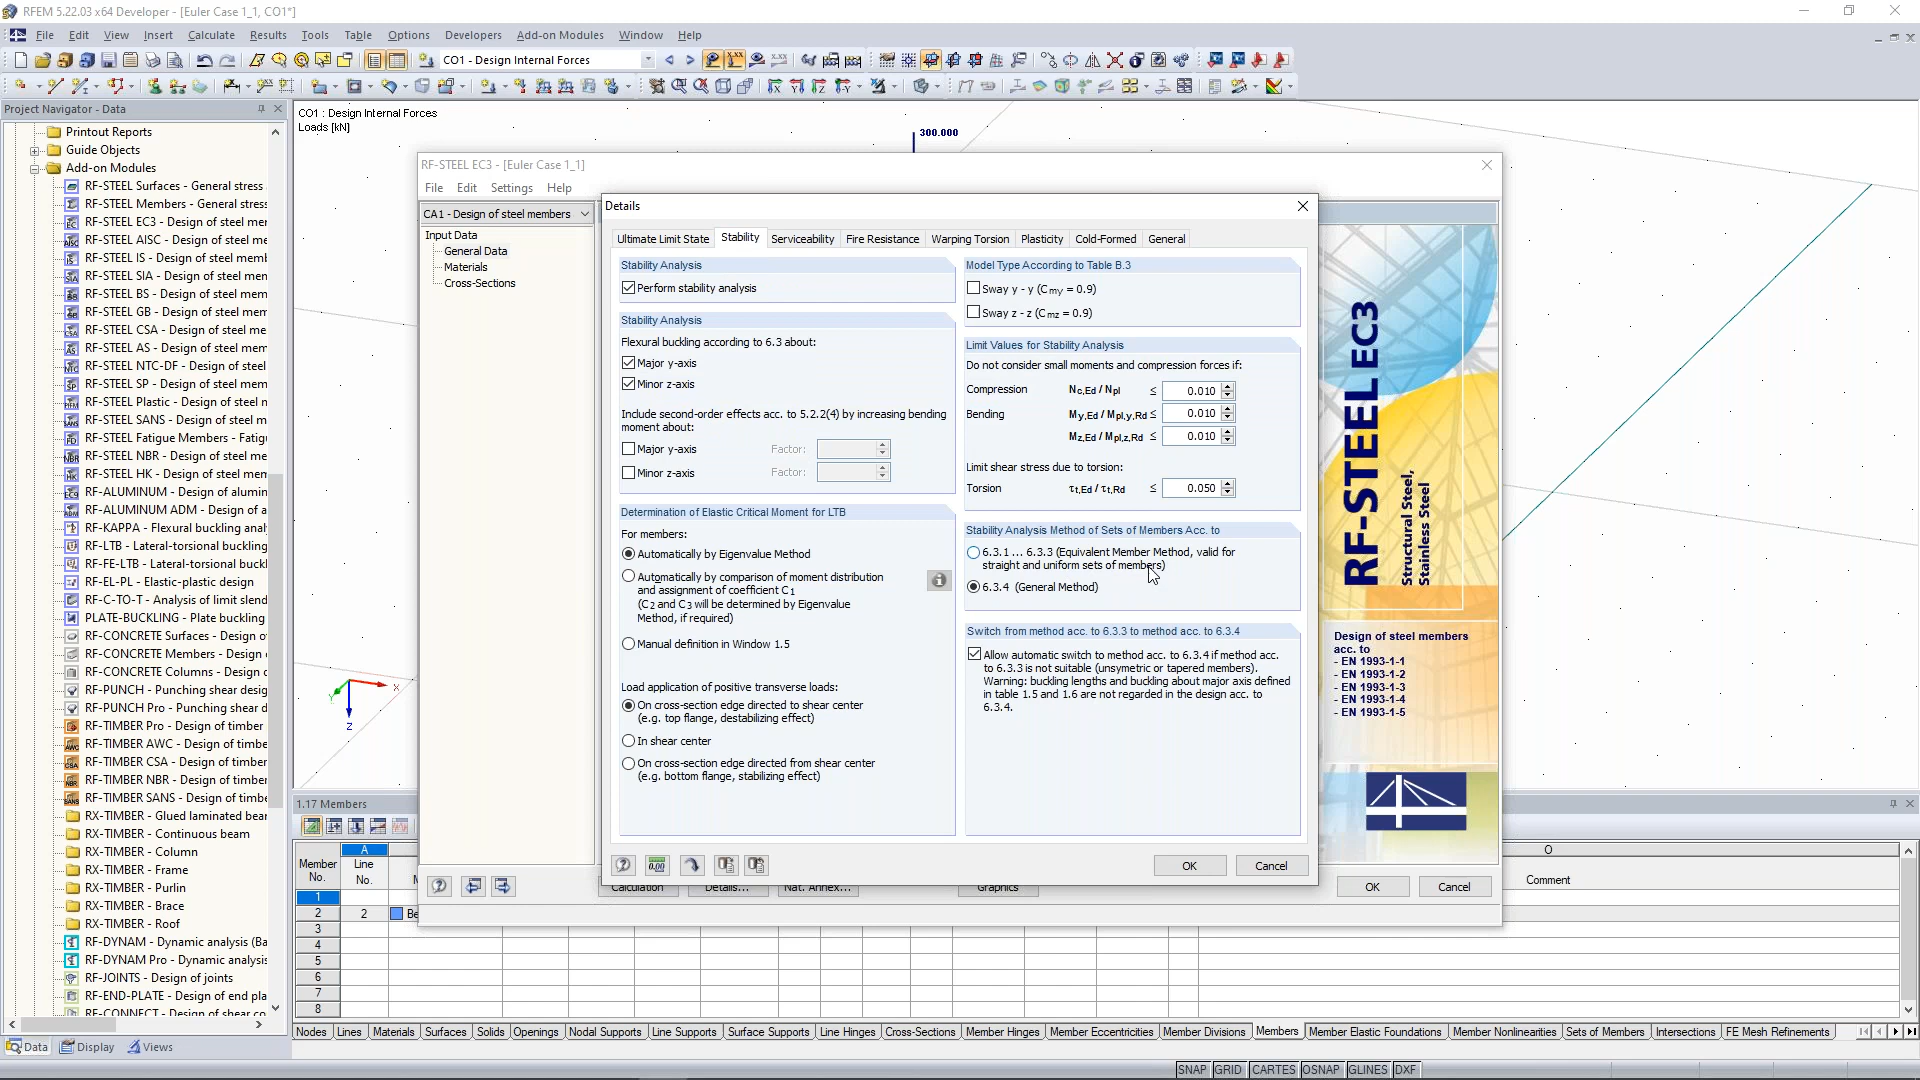 RFEM 5.22.03 x64 Developer - [Euler Case 1_1, CO1*]
File Edit View Insert Calculate Results Tools Table Options Developers Add-on Modules Window Help
CO1 - Design Internal Forces
Project Navigator - Data
Printout Reports
Guide Objects
Add-on Modules
RF-STEEL Surfaces - General stress
RF-STEEL Members - General stress
RF-STEEL EC3 - Design of steel mer
RF-STEEL AISC - Design of steel me
RF-STEEL IS - Design of steel memb
RF-STEEL SIA - Design of steel mer
RF-STEEL BS - Design of steel mem
RF-STEEL GB - Design of steel mem
RF-STEEL CSA - Design of steel me
RF-STEEL AS - Design of steel mem
RF-STEEL NTC-DF - Design of steel
RF-STEEL SP - Design of steel mem
RF-STEEL Plastic - Design of steel m
RF-STEEL SANS - Design of steel m
RF-STEEL Fatigue Members - Fatigu
RF-STEEL NBR - Design of steel me
RF-STEEL HK - Design of steel mem
RF-ALUMINUM - Design of alumin
RF-ALUMINUM ADM - Design of a
RF-KAPPA - Flexural buckling anal
RF-LTB - Lateral-torsional buckling
RF-FE-LTB - Lateral-torsional buckl
RF-EL-PL - Elastic-plastic design
RF-C-TO-T - Analysis of limit slend
PLATE-BUCKLING - Plate buckling
RF-CONCRETE Surfaces - Design o
RF-CONCRETE Members - Design
RF-CONCRETE Columns - Design o
RF-PUNCH - Punching shear desig
RF-PUNCH Pro - Punching shear d
RF-TIMBER Pro - Design of timber
RF-TIMBER AWC - Design of timbe
RF-TIMBER CSA - Design of timber
RF-TIMBER NBR - Design of timber
RF-TIMBER SANS - Design of timbe
RX-TIMBER - Glued laminated bear
RX-TIMBER - Continuous beam
RX-TIMBER - Column
RX-TIMBER - Frame
RX-TIMBER - Purlin
RX-TIMBER - Brace
RX-TIMBER - Roof
RF-DYNAM - Dynamic analysis (Ba
RF-DYNAM Pro - Dynamic analysis
RF-JOINTS - Design of joints
RF-END-PLATE - Design of end pla
RF-CONNECT - Design of shear co
Data Display Views
CO1 : Design Internal Forces
Loads [kN]
300.000
X
Y
Z
RF-STEEL EC3 - [Euler Case 1_1]
File Edit Settings Help
CA1 - Design of steel members
Input Data
General Data
Materials
Cross-Sections
Details
Ultimate Limit State Stability Serviceability Fire Resistance Warping Torsion Plasticity Cold-Formed General
Stability Analysis
Perform stability analysis
Stability Analysis
Flexural buckling according to 6.3 about:
Major y-axis
Minor z-axis
Include second-order effects acc. to 5.2.2(4) by increasing bending
moment about:
Major y-axis Factor:
Minor z-axis Factor:
Determination of Elastic Critical Moment for LTB
For members:
Automatically by Eigenvalue Method
Automatically by comparison of moment distribution
and assignment of coefficient C1
(C2 and C3 will be determined by Eigenvalue
Method, if required)
Manual definition in Window 1.5
Load application of positive transverse loads:
On cross-section edge directed to shear center
(e.g. top flange, destabilizing effect)
In shear center
On cross-section edge directed from shear center
(e.g. bottom flange, stabilizing effect)
Model Type According to Table B.3
Sway y - y (Cmy = 0.9)
Sway z - z (Cmz = 0.9)
Limit Values for Stability Analysis
Do not consider small moments and compression forces if:
Compression Nc,Ed / Npl ≤ 0.010
Bending My,Ed / Mpl,y,Rd ≤ 0.010
Mz,Ed / Mpl,z,Rd ≤ 0.010
Limit shear stress due to torsion:
Torsion τt,Ed / τt,Rd ≤ 0.050
Stability Analysis Method of Sets of Members Acc. to
6.3.1 ... 6.3.3 (Equivalent Member Method, valid for
straight and uniform sets of members)
6.3.4 (General Method)
Switch from method acc. to 6.3.3 to method acc. to 6.3.4
Allow automatic switch to method acc. to 6.3.4 if method acc.
to 6.3.3 is not suitable (unsymetric or tapered members).
Warning: buckling lengths and buckling about major axis defined
in table 1.5 and 1.6 are not regarded in the design acc. to
6.3.4.
OK Cancel
RF-STEEL EC3
Structural Steel,
Stainless Steel
Design of steel members
acc. to
- EN 1993-1-1
- EN 1993-1-2
- EN 1993-1-3
- EN 1993-1-4
- EN 1993-1-5
Calculation Details... Nat. Annex... Graphics OK Cancel
1.17 Members
A O
Member Line
No. No. Comment
1
2 2 Be
3
4
5
6
7
8
Nodes Lines Materials Surfaces Solids Openings Nodal Supports Line Supports Surface Supports Line Hinges Cross-Sections Member Hinges Member Eccentricities Member Divisions Members Member Elastic Foundations Member Nonlinearities Sets of Members Intersections FE Mesh Refinements
SNAP GRID CARTES OSNAP GLINES DXF